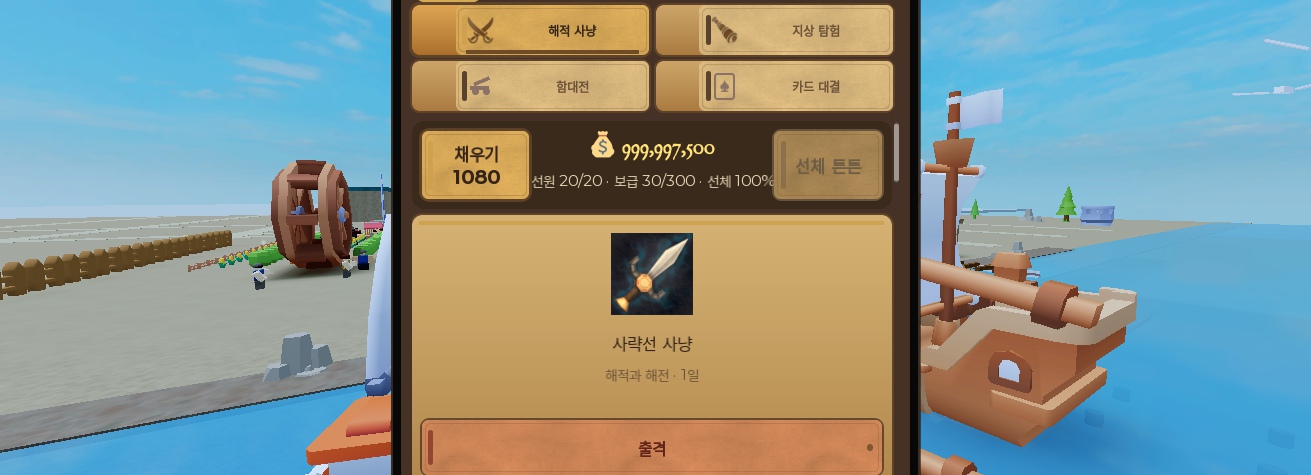 해적 사냥
지상 탐험
함대전
카드 대결
채우기
1080
999,997,500
선원 20/20 · 보급 30/300 · 선체 100%
선체 튼튼
사략선 사냥
해적과 해전 · 1일
출격